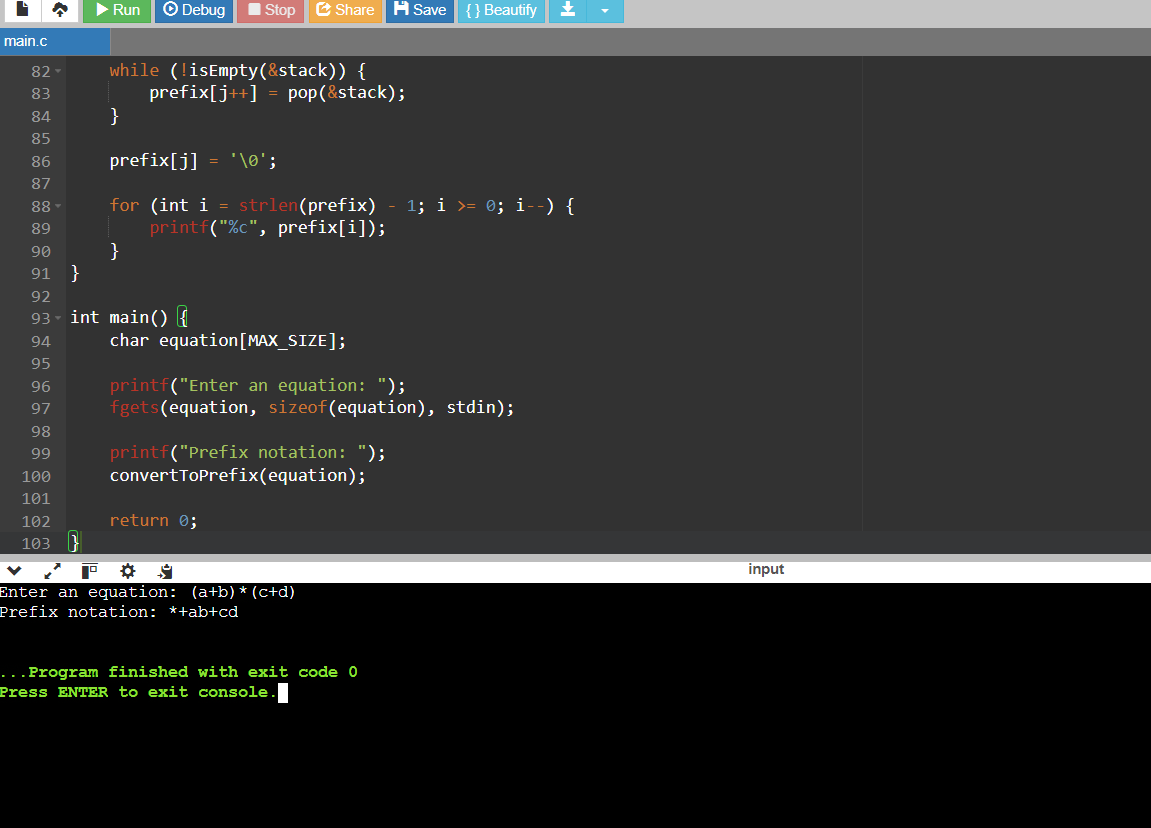 Run Debug Stop Share Save { } Beautify
main.c
82 while (!isEmpty(&stack)) {
83 prefix[j++] = pop(&stack);
84 }
85
86 prefix[j] = '\0';
87
88 for (int i = strlen(prefix) - 1; i >= 0; i--) {
89 printf("%c", prefix[i]);
90 }
91 }
92
93 int main() {
94 char equation[MAX_SIZE];
95
96 printf("Enter an equation: ");
97 fgets(equation, sizeof(equation), stdin);
98
99 printf("Prefix notation: ");
100 convertToPrefix(equation);
101
102 return 0;
103 }
input
Enter an equation: (a+b)*(c+d)
Prefix notation: *+ab+cd
...Program finished with exit code 0
Press ENTER to exit console.